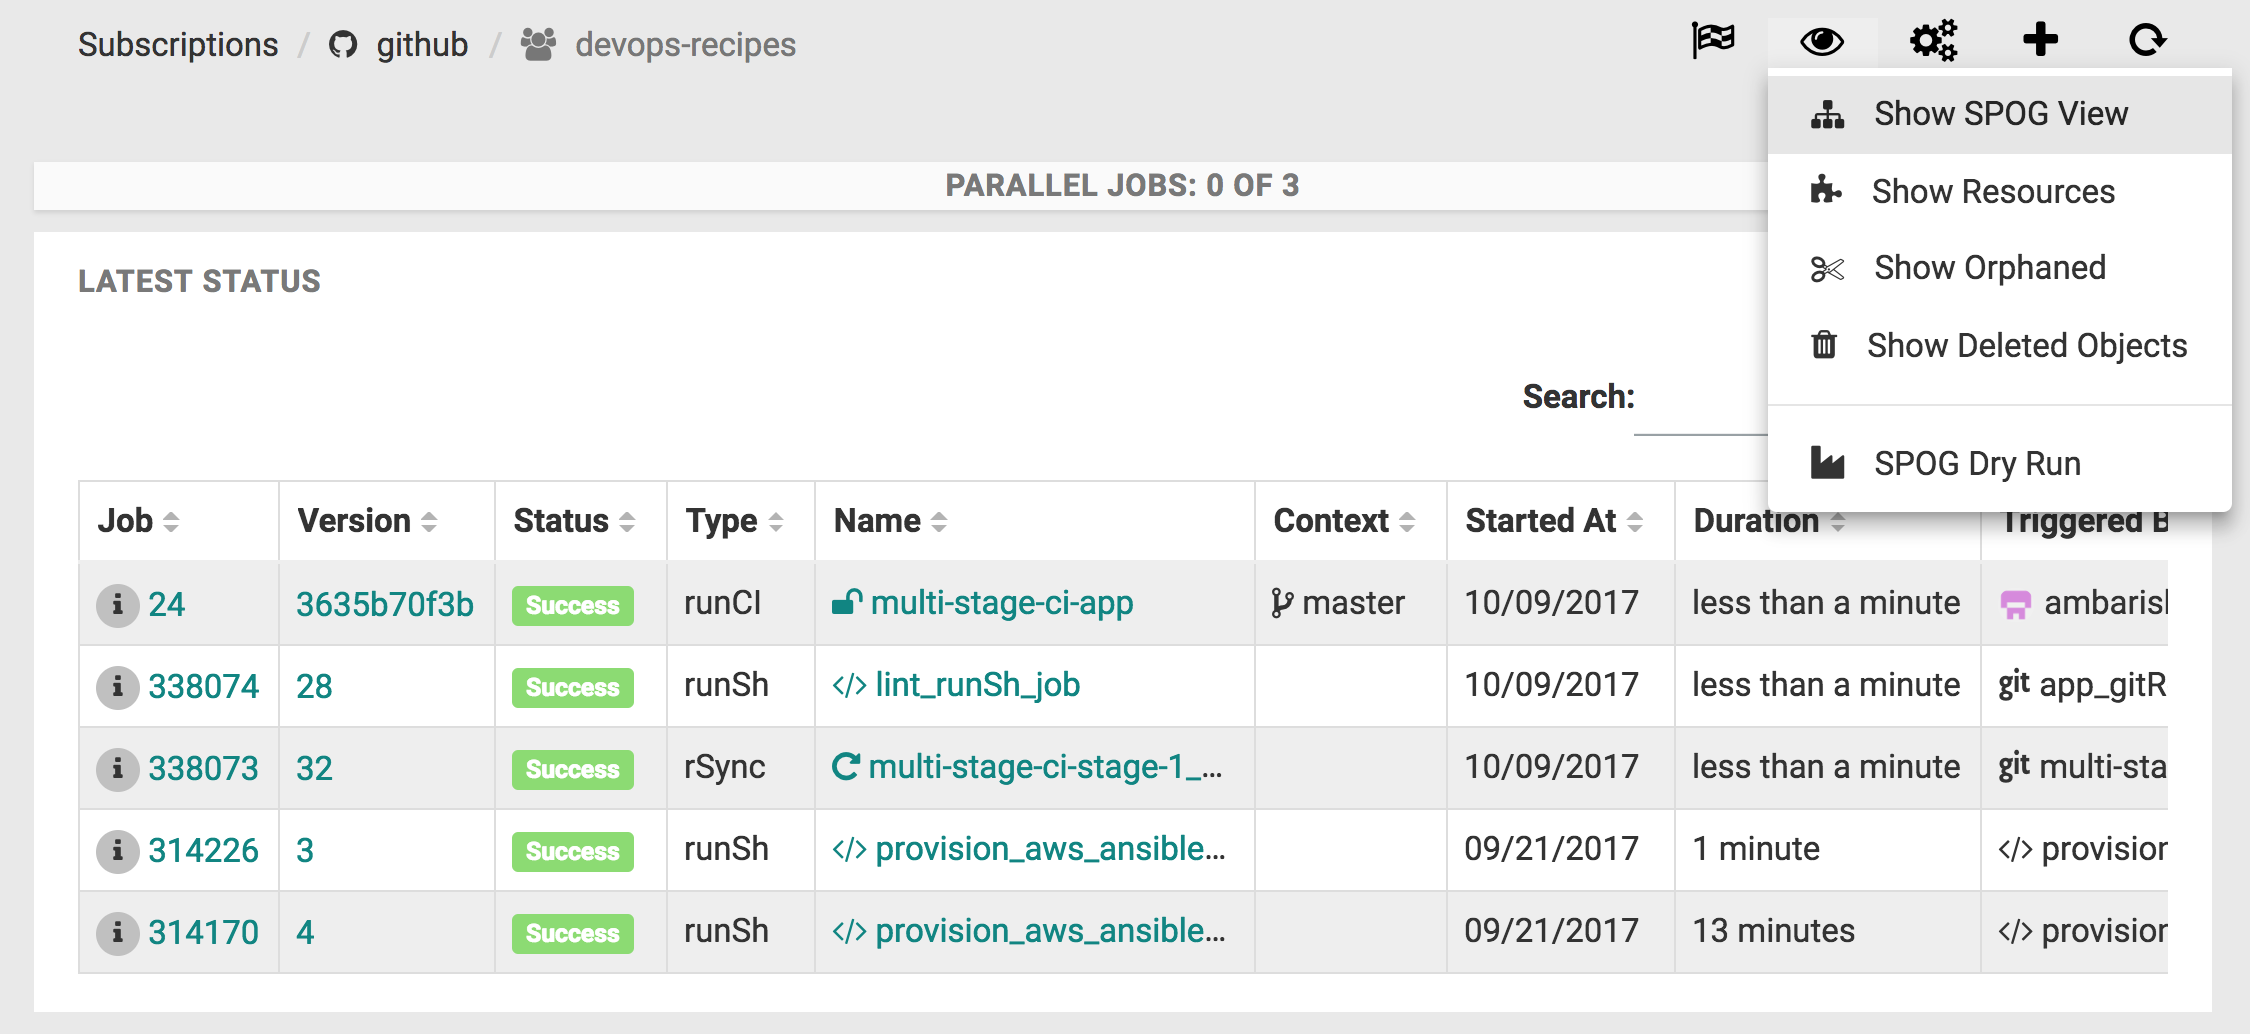 Subscriptions / github / devops-recipes
Show SPOG View
Show Resources
Show Orphaned
Show Deleted Objects
SPOG Dry Run
PARALLEL JOBS: 0 OF 3
LATEST STATUS
Search:
Job Version Status Type Name Context Started At Duration Triggered B
24 3635b70f3b Success runCI multi-stage-ci-app master 10/09/2017 less than a minute ambarish
338074 28 Success runSh </> lint_runSh_job 10/09/2017 less than a minute git app_gitR
338073 32 Success rSync multi-stage-ci-stage-1_... 10/09/2017 less than a minute git multi-sta
314226 3 Success runSh </> provision_aws_ansible... 09/21/2017 1 minute </> provision
314170 4 Success runSh </> provision_aws_ansible... 09/21/2017 13 minutes </> provision